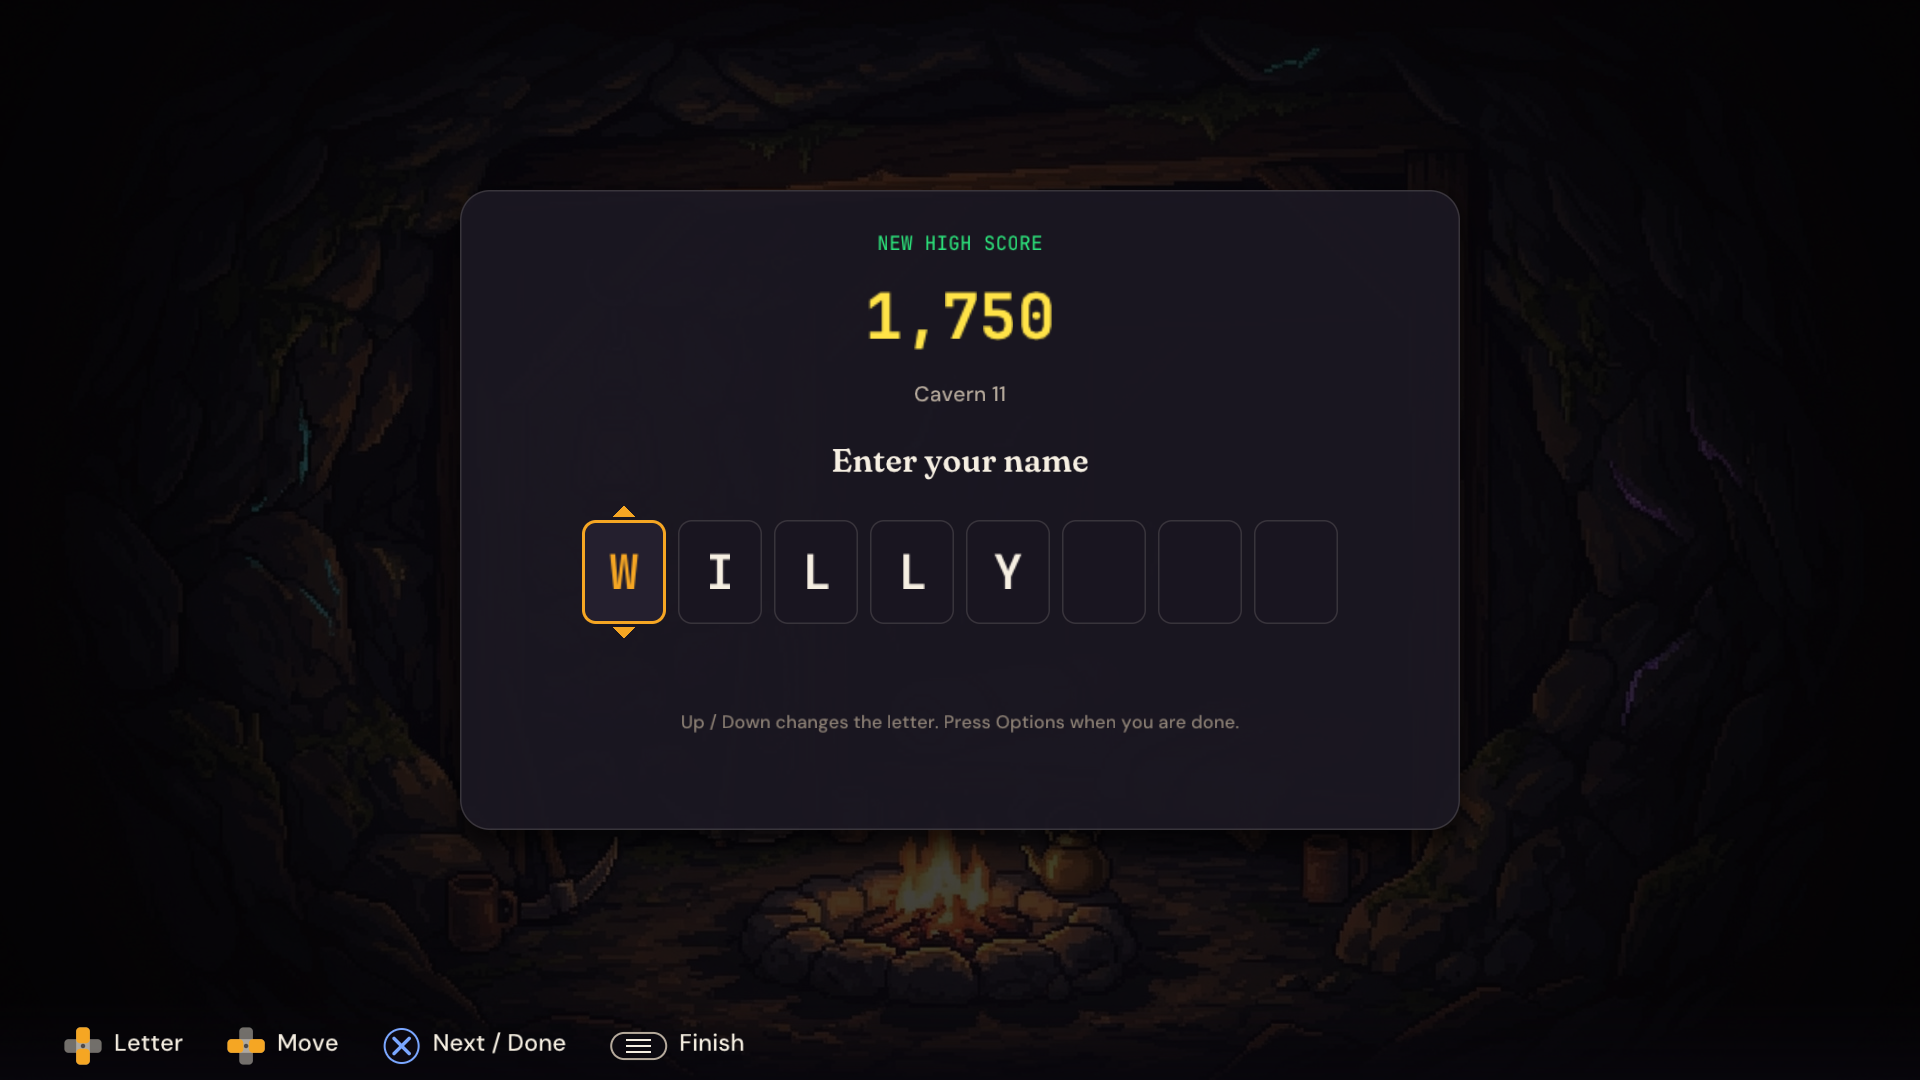 NEW HIGH SCORE
1,750
Cavern 11
Enter your name
W I L L Y
Up / Down changes the letter. Press Options when you are done.
Letter Move Next / Done Finish